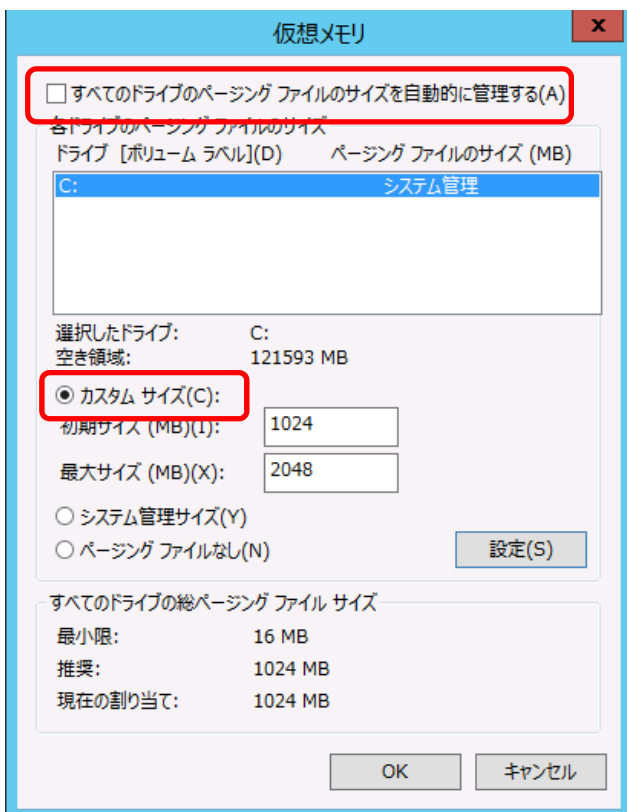 仮想メモリ
x
すべてのドライブのページング ファイルのサイズを自動的に管理する(A)
各ドライブのページング ファイルのサイズ
ドライブ [ボリューム ラベル](D) ページング ファイルのサイズ (MB)
C: システム管理
選択したドライブ: C:
空き領域: 121593 MB
カスタム サイズ(C):
初期サイズ (MB)(I): 1024
最大サイズ (MB)(X): 2048
システム管理サイズ(Y)
ページング ファイルなし(N) 設定(S)
すべてのドライブの総ページング ファイル サイズ
最小限: 16 MB
推奨: 1024 MB
現在の割り当て: 1024 MB
OK キャンセル